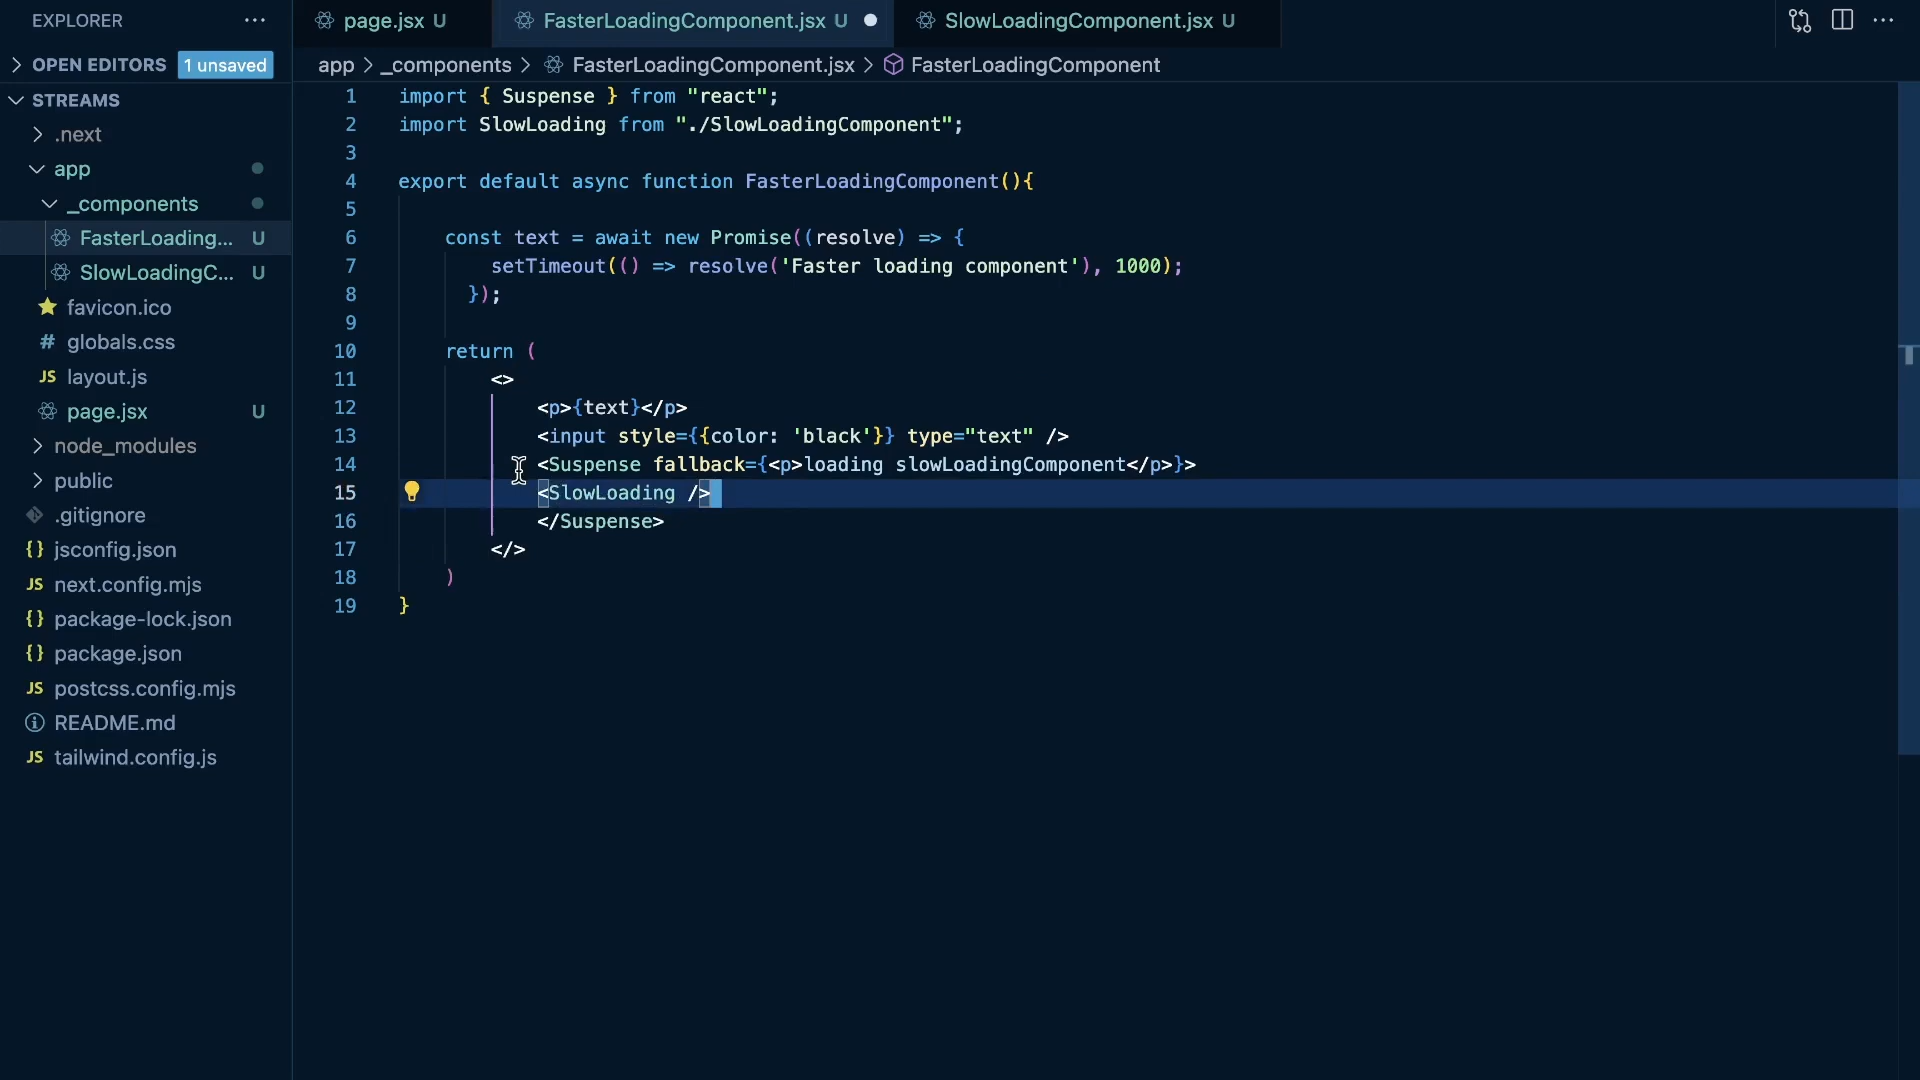 EXPLORER
OPEN EDITORS 1 unsaved
STREAMS
.next
app
_components
FasterLoading... U
SlowLoadingC... U
favicon.ico
# globals.css
JS layout.js
page.jsx U
node_modules
public
.gitignore
{} jsconfig.json
JS next.config.mjs
{} package-lock.json
{} package.json
JS postcss.config.mjs
README.md
JS tailwind.config.js
page.jsx U
FasterLoadingComponent.jsx U
SlowLoadingComponent.jsx U
app > _components > FasterLoadingComponent.jsx > FasterLoadingComponent
1 import { Suspense } from "react";
2 import SlowLoading from "./SlowLoadingComponent";
3
4 export default async function FasterLoadingComponent(){
5
6 const text = await new Promise((resolve) => {
7 setTimeout(() => resolve('Faster loading component'), 1000);
8 });
9
10 return (
11 <>
12 <p>{text}</p>
13 <input style={{color: 'black'}} type="text" />
14 <Suspense fallback={<p>loading slowLoadingComponent</p>}>
15 <SlowLoading />
16 </Suspense>
17 </>
18 )
19 }